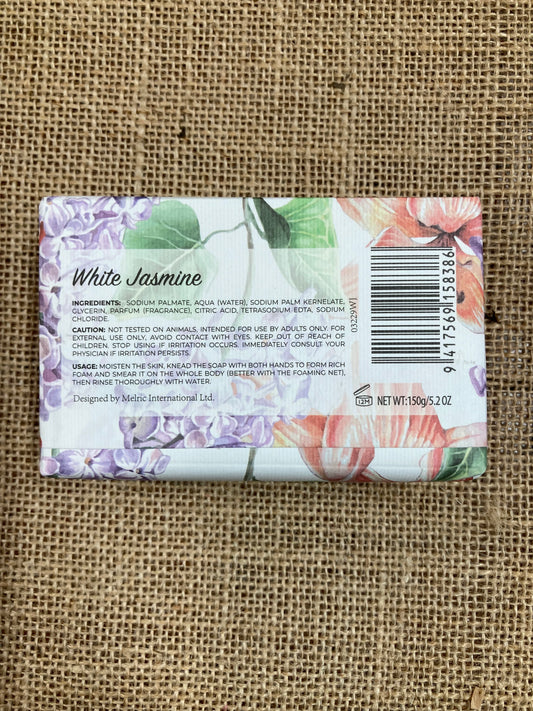 White Jasmine
INGREDIENTS: SODIUM PALMATE, AQUA (WATER), SODIUM PALM KERNELATE,
GLYCERIN, PARFUM (FRAGRANCE), CITRIC ACID, TETRASODIUM EDTA, SODIUM
CHLORIDE.
CAUTION: NOT TESTED ON ANIMALS, INTENDED FOR USE BY ADULTS ONLY. FOR
EXTERNAL USE ONLY, AVOID CONTACT WITH EYES. KEEP OUT OF REACH OF
CHILDREN. STOP USING IF IRRITATION OCCURS. IMMEDIATELY CONSULT YOUR
PHYSICIAN IF IRRITATION PERSISTS.
USAGE: MOISTEN THE SKIN, KNEAD THE SOAP WITH BOTH HANDS TO FORM RICH
FOAM AND SMEAR IT ON THE WHOLE BODY (BETTER WITH THE FOAMING NET),
THEN RINSE THOROUGHLY WITH WATER.
Designed by Melric International Ltd.
03229WJ
9 417569 158386
12M
NET WT:150g/5.2 OZ